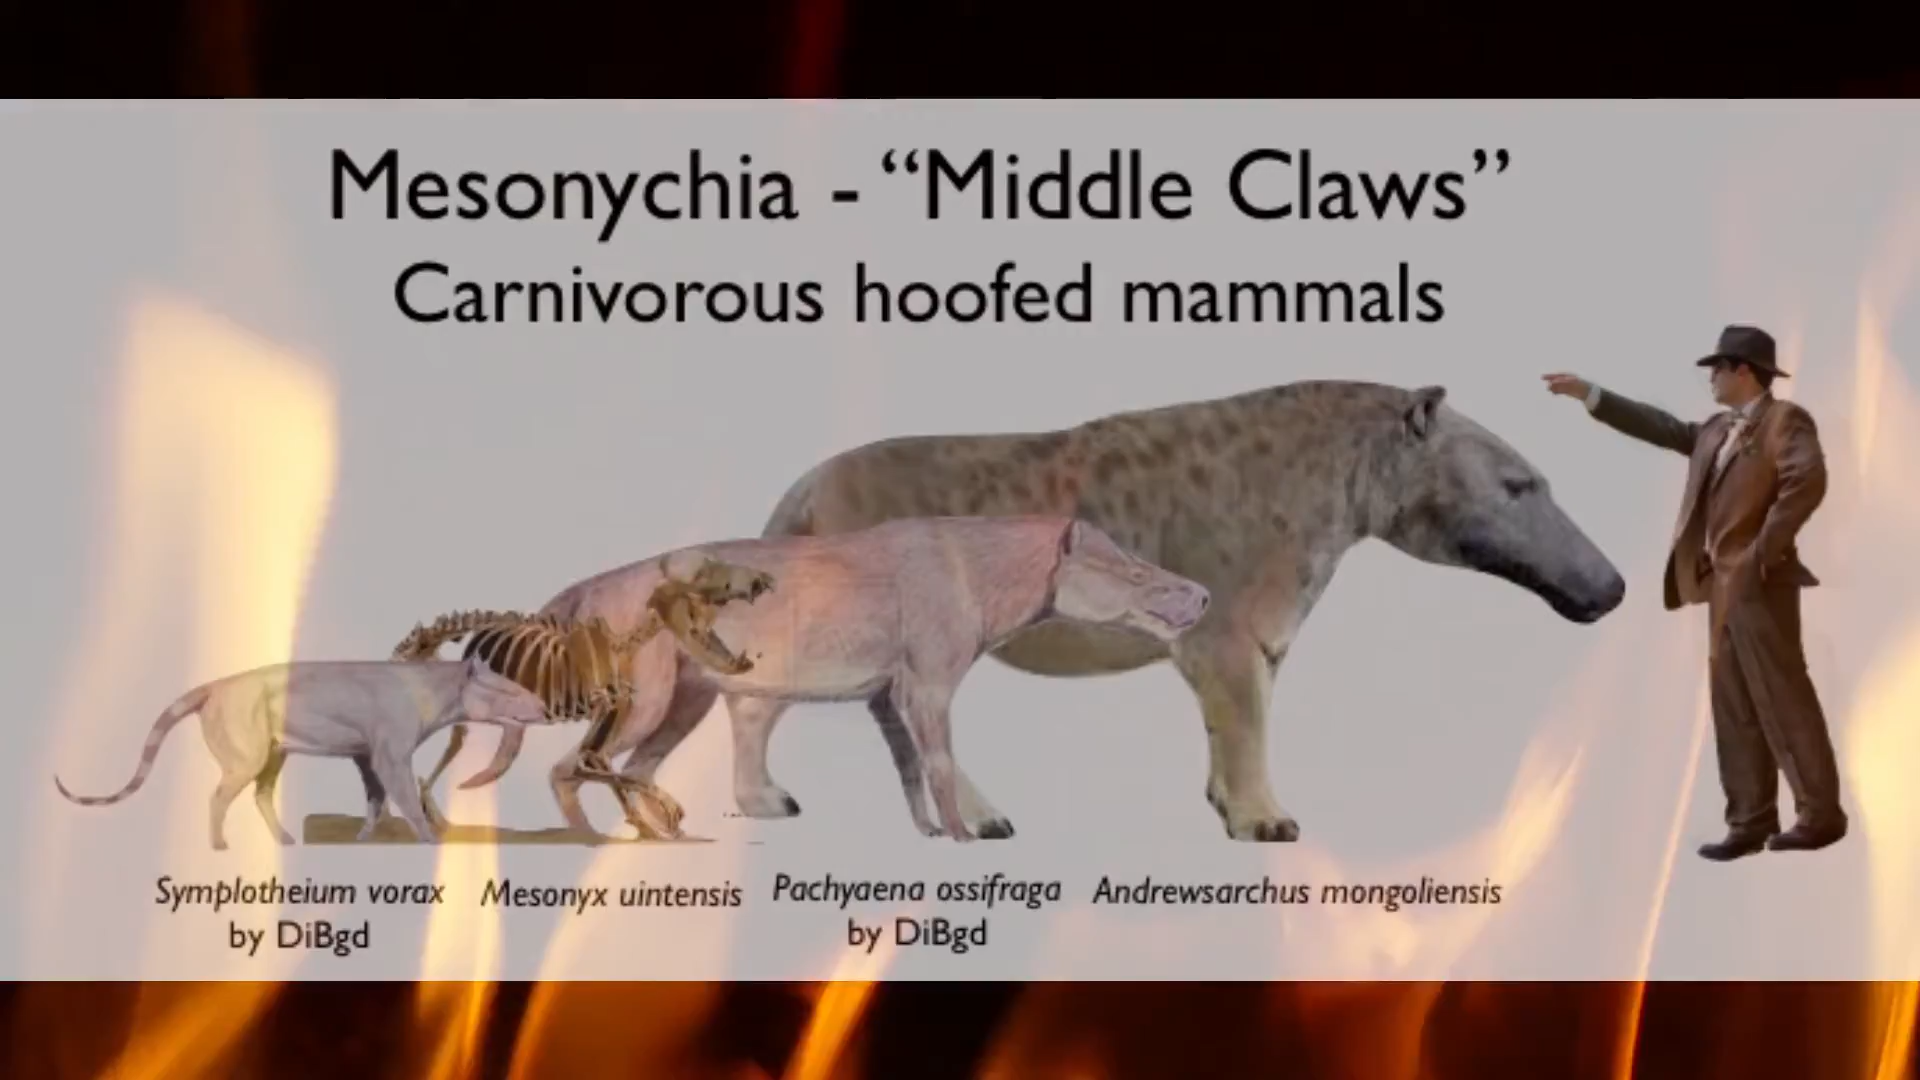 Mesonychia - “Middle Claws”
Carnivorous hoofed mammals
Symplotheium vorax
by DiBgd
Mesonyx uintensis
Pachyaena ossifraga
by DiBgd
Andrewsarchus mongoliensis